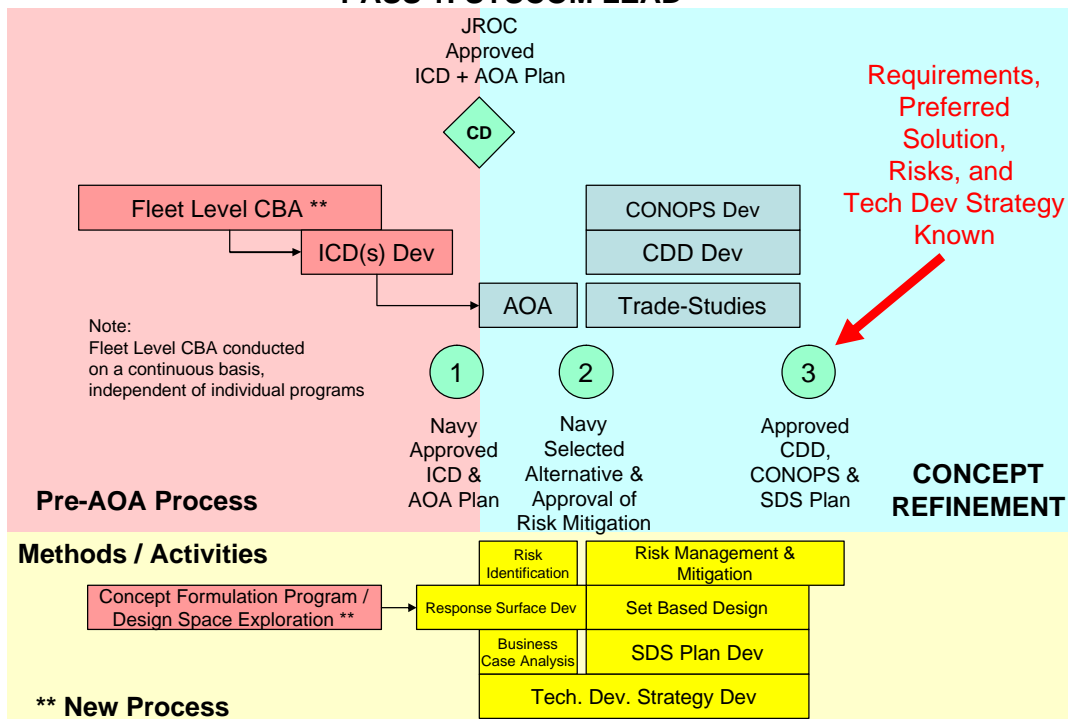 JROC
Approved
ICD + AOA Plan
CD
Requirements,
Preferred
Solution,
Risks, and
Tech Dev Strategy
Known
Fleet Level CBA **
ICD(s) Dev
CONOPS Dev
CDD Dev
AOA
Trade-Studies
Note:
Fleet Level CBA conducted
on a continuous basis,
independent of individual programs
1
2
3
Navy
Approved
ICD &
AOA Plan
Navy
Selected
Alternative &
Approval of
Risk Mitigation
Approved
CDD,
CONOPS &
SDS Plan
Pre-AOA Process
CONCEPT
REFINEMENT
Methods / Activities
Risk
Identification
Risk Management &
Mitigation
Concept Formulation Program /
Design Space Exploration **
Response Surface Dev
Set Based Design
Business
Case Analysis
SDS Plan Dev
Tech. Dev. Strategy Dev
** New Process